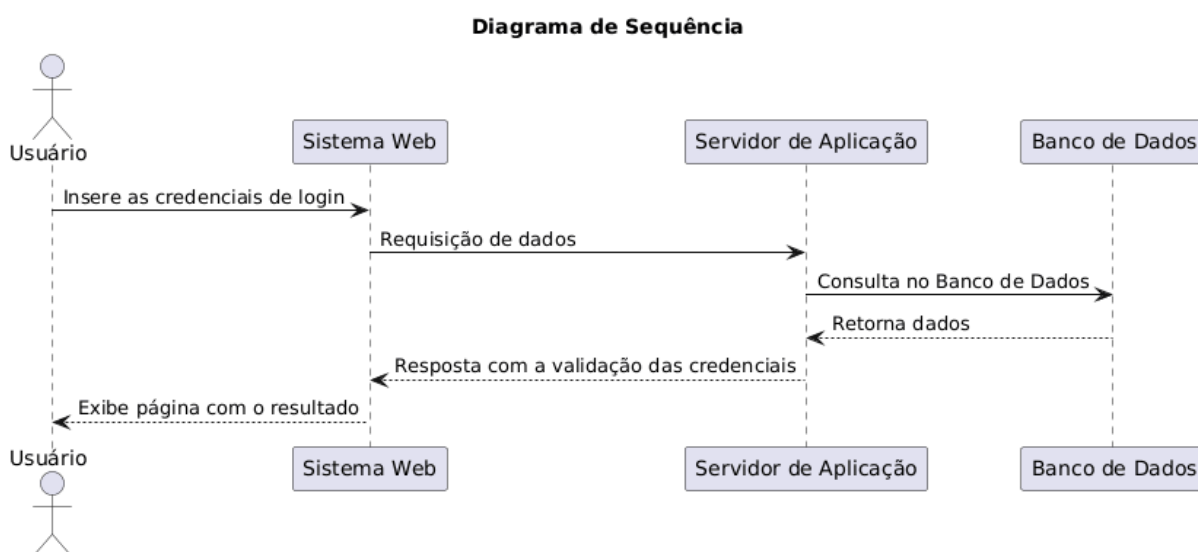 Diagrama de Sequência
Usuário
Sistema Web
Servidor de Aplicação
Banco de Dados
Insere as credenciais de login
Requisição de dados
Consulta no Banco de Dados
Retorna dados
Resposta com a validação das credenciais
Exibe página com o resultado
Usuário
Sistema Web
Servidor de Aplicação
Banco de Dados